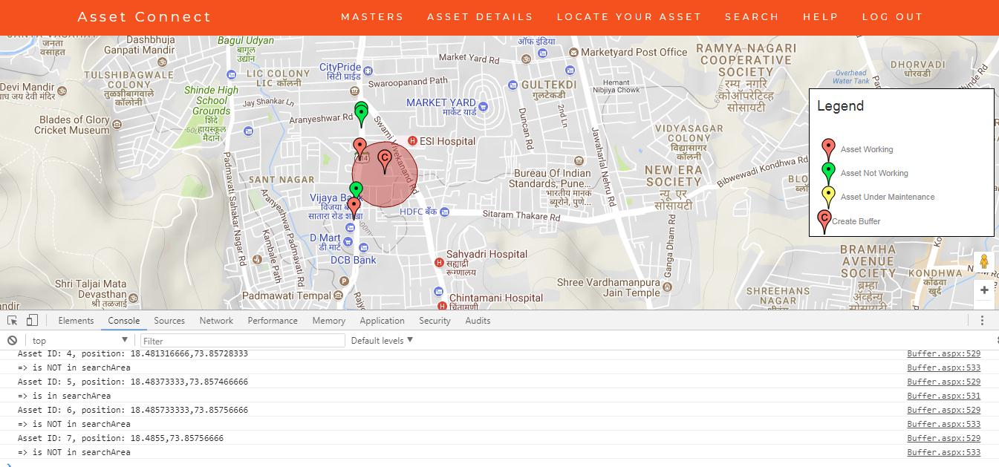 Asset Connect
MASTERS
ASSET DETAILS
LOCATE YOUR ASSET
SEARCH
HELP
LOG OUT
जनता
वसाहत
Dashbhuja
Ganpati Mandir
Bagul Udyan
बागूल
उद्यान
ऑफ इंडिया
Market Yard Rd
Marketyard Post Office
RAMYA NAGARI
COOPERATIVE
SOCIETY
रम्य नगरी
कोऑपरेटिव्ह
सोसायटी
CityPride
सिटी प्राईड
TULSHIBAGWALE
COLONY
तुळशीबागवाले
कॉलोनी
LIC COLONY
LIC कॉलनी
Swaroopanand Path
GULTEKDI
गुलटेकडी
Hemant
Nibjiya Chowk
Overhead
Water Tank
DHORVADI
धोरवडी
Devi Mandir
Shinde High
School
Grounds
शिंदे
हायस्कूल
मैदान
Jay Shankar Ln
MARKET YARD
मार्केट यार्ड
2nd Ln
Duncan Rd
Blades of Glory
Cricket Museum
Aranyeshwar Rd
Swami Vivekanand Rd
ESI Hospital
VIDYASAGAR
COLONY
विद्यासागर
कॉलनी
Jawaharlal Nehru Rd
Padmavati Sahakar Nagar Rd
SANT NAGAR
Bureau Of Indian
Standards, Pune...
भारतीय मानक
ब्यूरोने, पुणे...
NEW ERA
SOCIETY
न्यू एर
सोसायटी
Bibwewadi Kondhwa Rd
Aranyeshwar Padmavati Rd
Vijaya Bank
सातारा रोड शाखा
HDFC बैंक
Sitaram Thakare Rd
Kambale Path
D Mart
डी मार्ट
DCB Bank
Sahvadri Hospital
सह्याद्री
रूग्णालय
Ganga Dham Rd
BRAMHA
AVENUE
SOCIETY
ब्रम्हा
अव्हेन्यू
सोसायटी
KONDHWA
कोंढवा
खुर्द
Shri Taljai Mata
Devasthan
श्री तळजाई
Padmawati Tempal
Chintamani Hospital
चिंतामणी
Shree Vardhamanpura
Jain Temple
SHREEHANS
NAGAR
Legend
Asset Working
Asset Not Working
Asset Under Maintenance
C
Create Buffer
C
+
Elements
Console
Sources
Network
Performance
Memory
Application
Security
Audits
top
Filter
Default levels
Asset ID: 4, position: 18.481316666,73.85728333 Buffer.aspx:529
=> is NOT in searchArea Buffer.aspx:533
Asset ID: 5, position: 18.48373333,73.857466666 Buffer.aspx:529
=> is in searchArea Buffer.aspx:531
Asset ID: 6, position: 18.485733333,73.85756666 Buffer.aspx:529
=> is NOT in searchArea Buffer.aspx:533
Asset ID: 7, position: 18.4855,73.85756666 Buffer.aspx:529
=> is NOT in searchArea Buffer.aspx:533